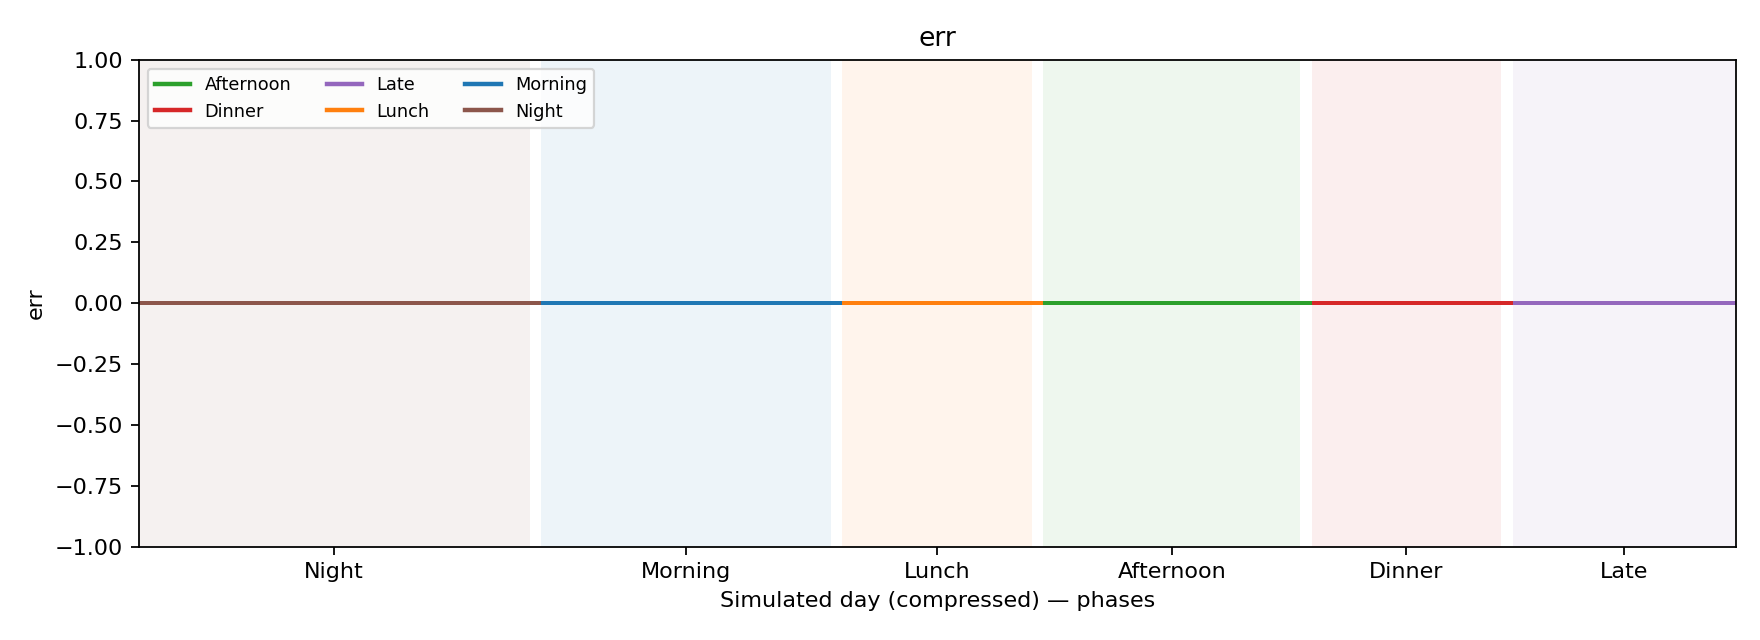 err
1.00
0.75
0.50
0.25
0.00
−0.25
−0.50
−0.75
−1.00
err
Afternoon Late Morning
Dinner Lunch Night
Night Morning Lunch Afternoon Dinner Late
Simulated day (compressed) — phases